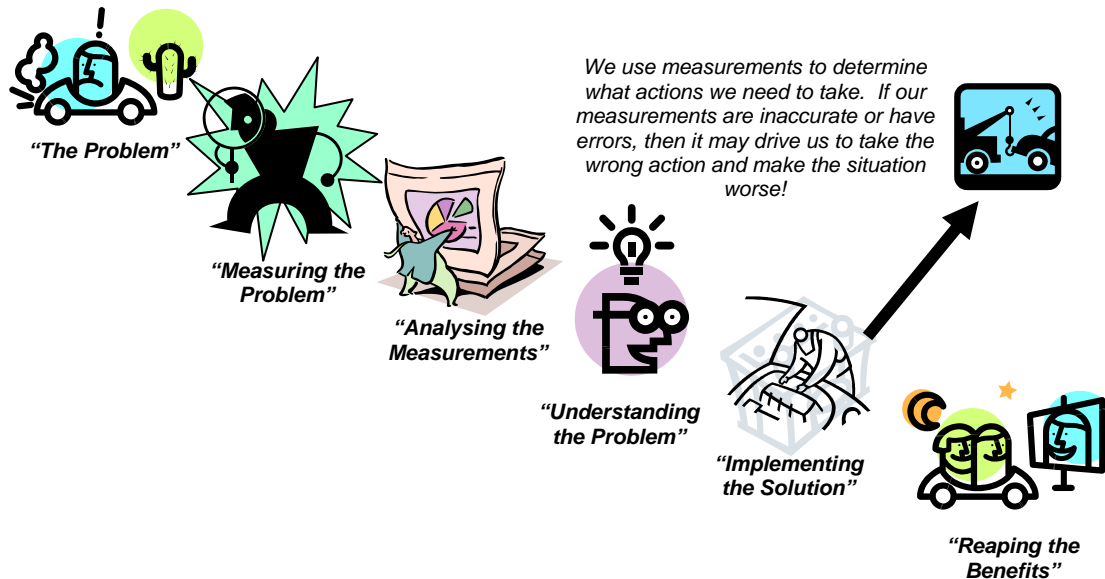 We use measurements to determine
what actions we need to take. If our
measurements are inaccurate or have
errors, then it may drive us to take the
wrong action and make the situation
worse!
“The Problem”
“Measuring the
Problem”
“Analysing the
Measurements”
“Understanding
the Problem”
“Implementing
the Solution”
“Reaping the
Benefits”